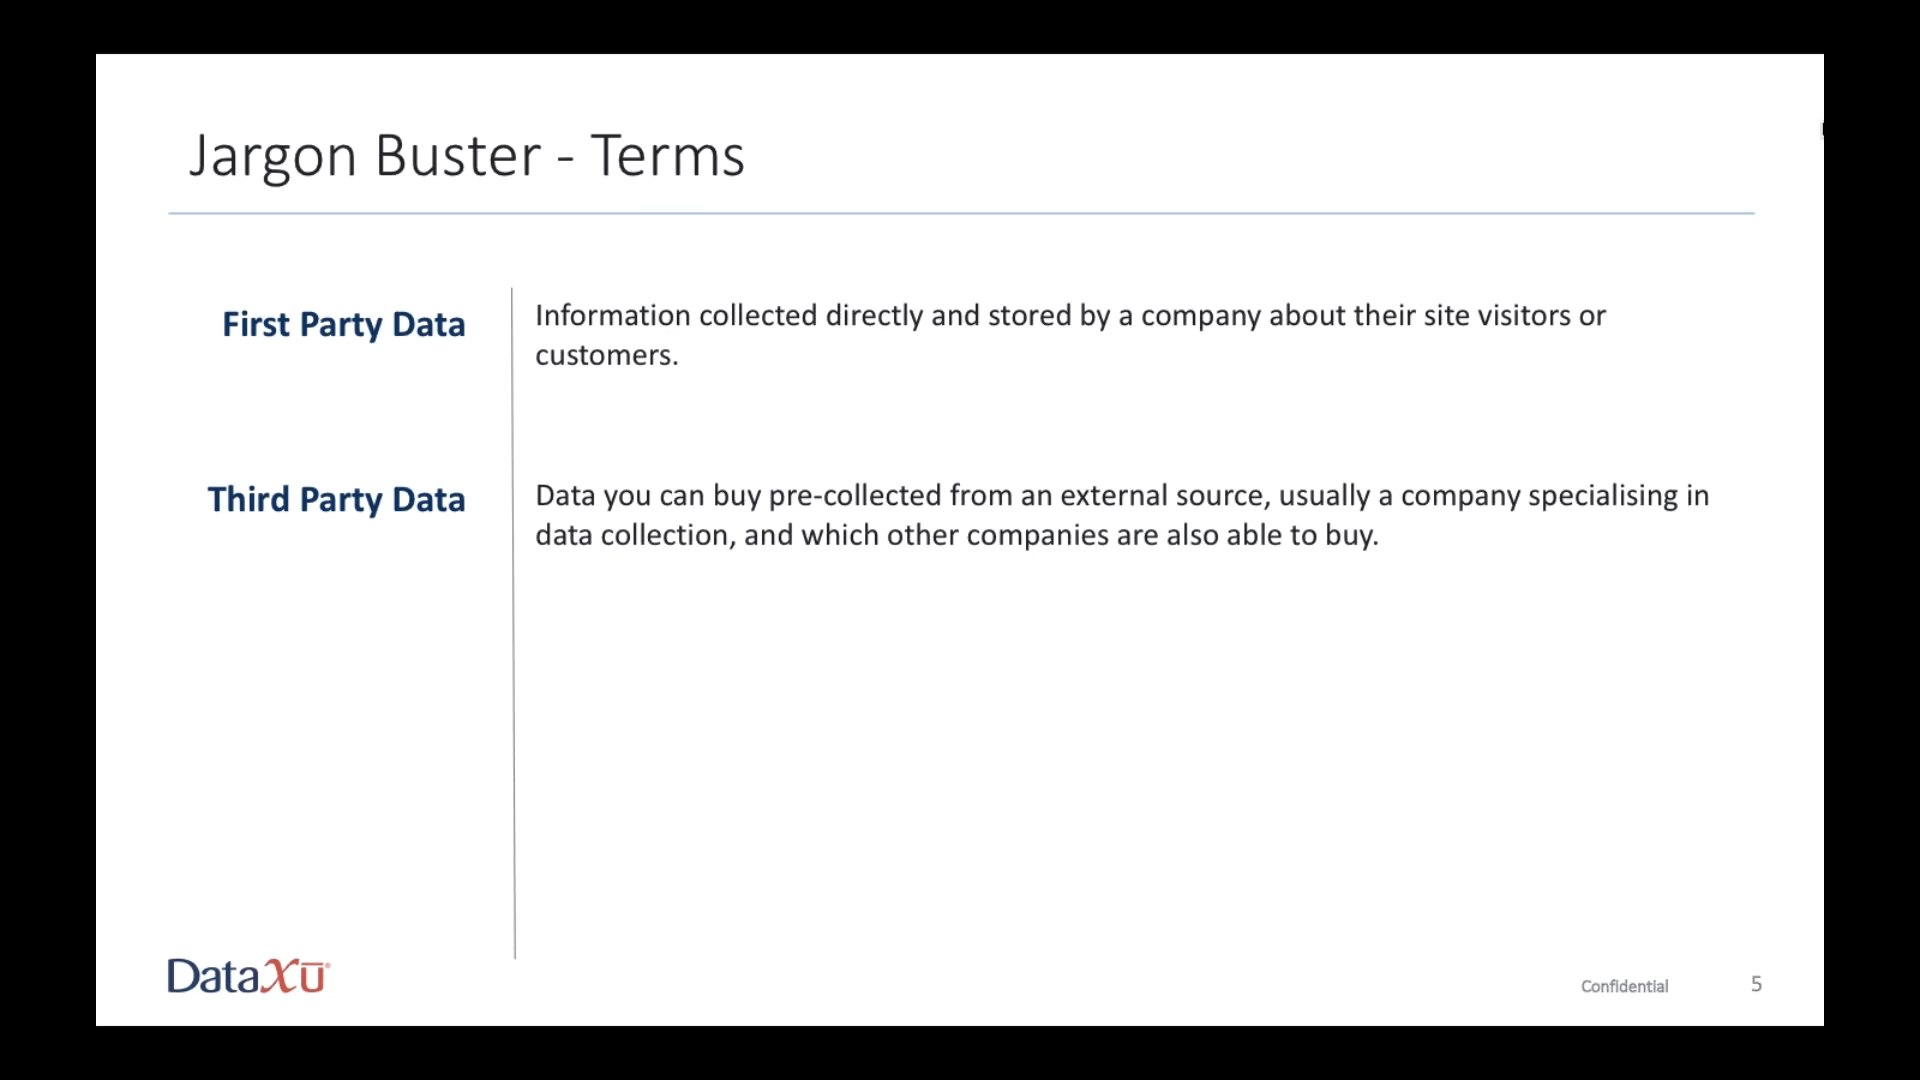 Jargon Buster - Terms
First Party Data
Information collected directly and stored by a company about their site visitors or
customers.
Third Party Data
Data you can buy pre-collected from an external source, usually a company specialising in
data collection, and which other companies are also able to buy.
DataXū®
Confidential
5